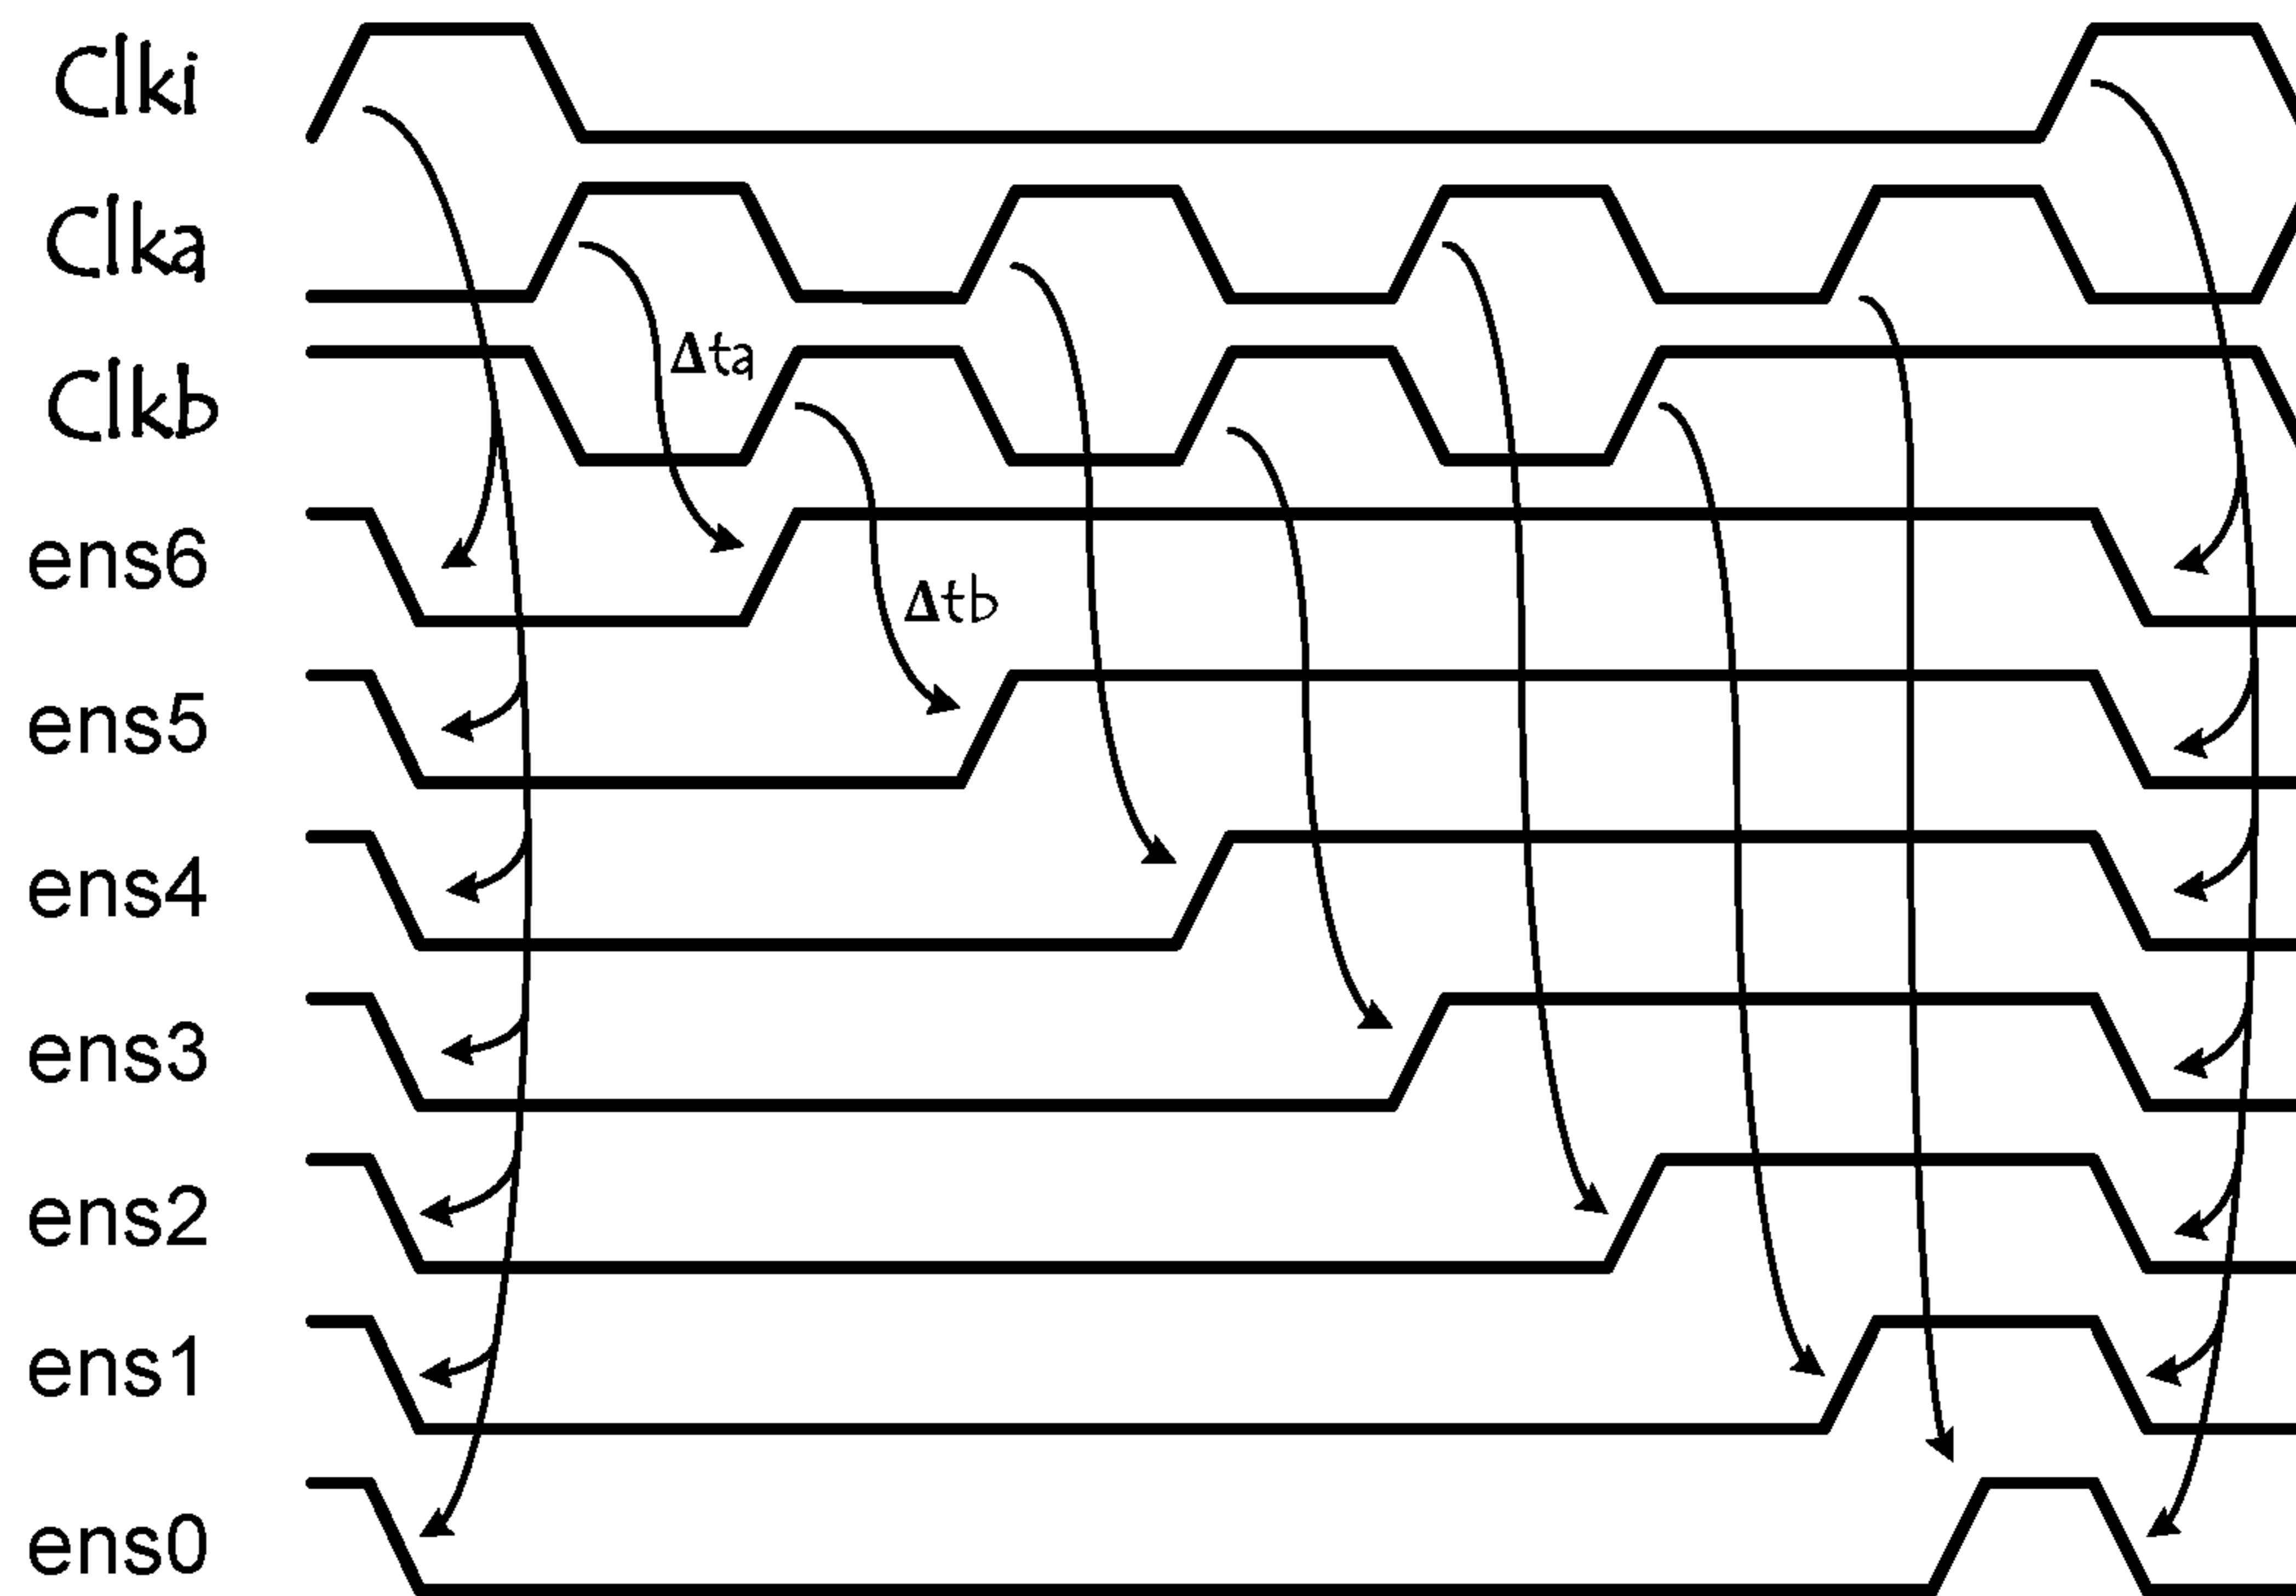 Clki
Clka
Δta
Clkb
ens6
Δtb
ens5
ens4
ens3
ens2
ens1
ens0